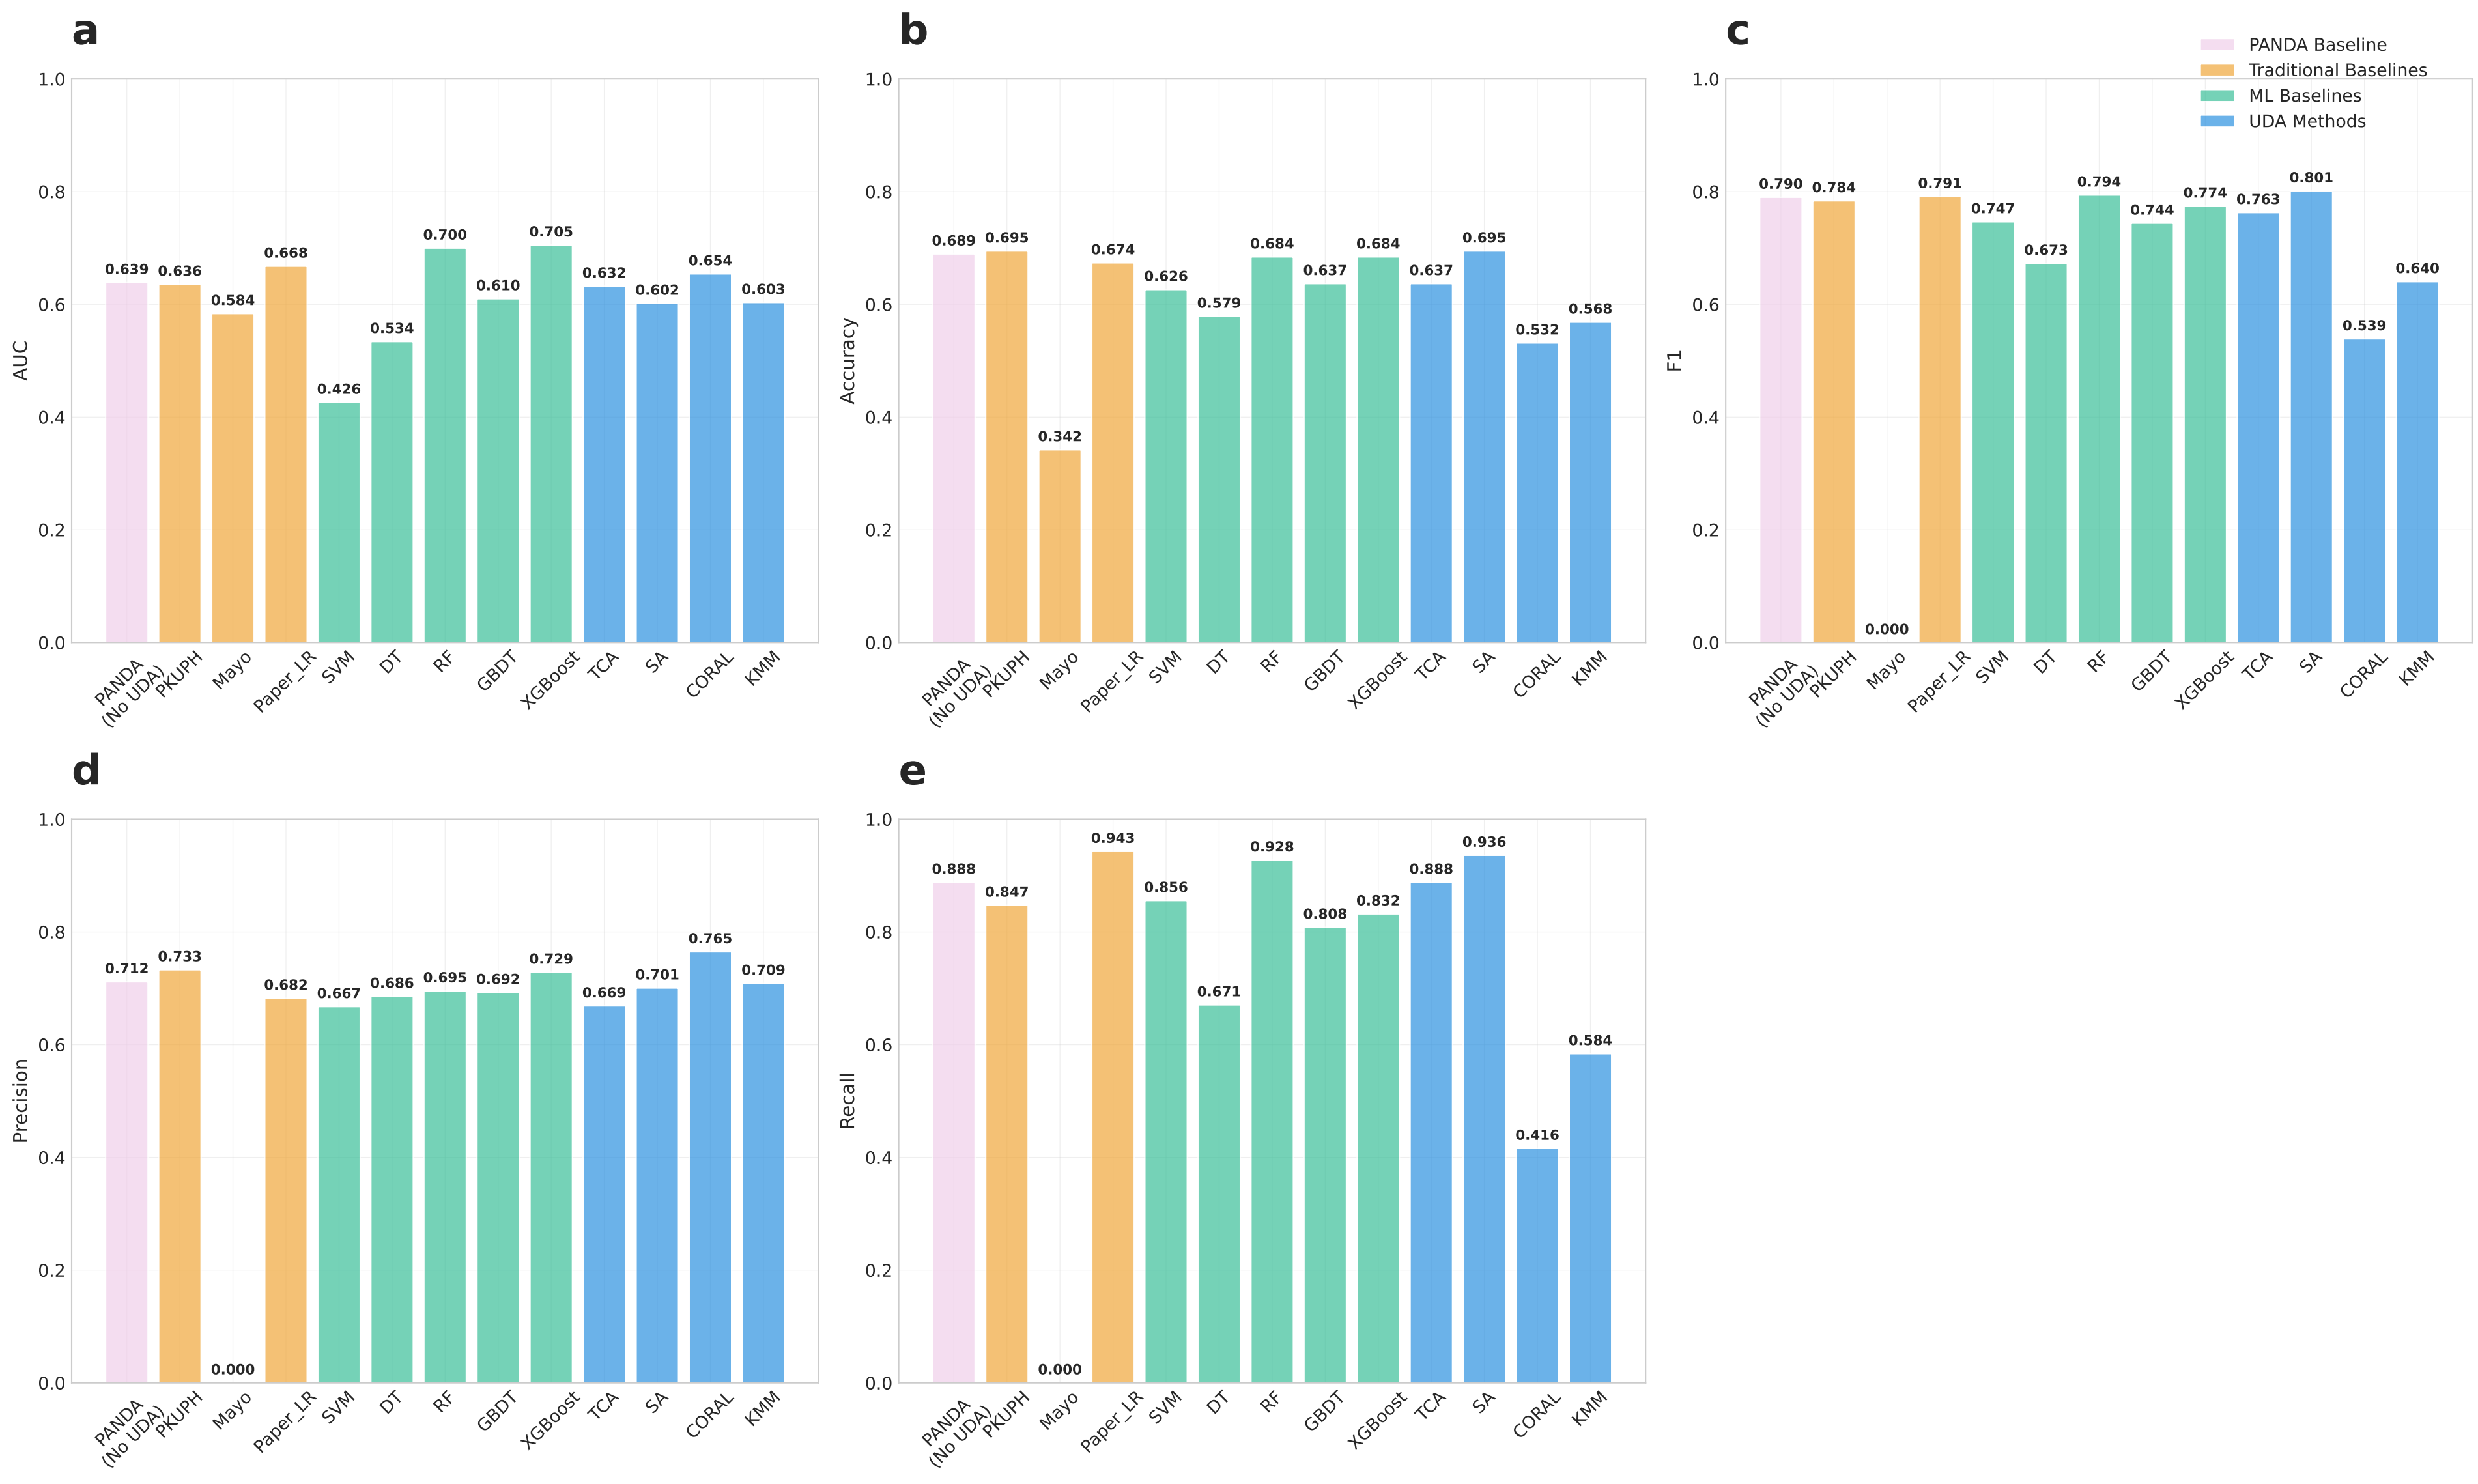 a
1.0
0.8
0.6
0.4
0.2
0.0
AUC
0.639
0.636
0.584
0.668
0.426
0.534
0.700
0.610
0.705
0.632
0.602
0.654
0.603
PANDA
(No UDA)
PKUPH
Mayo
Paper_LR
SVM
DT
RF
GBDT
XGBoost
TCA
SA
CORAL
KMM
b
1.0
0.8
0.6
0.4
0.2
0.0
Accuracy
0.689
0.695
0.342
0.674
0.626
0.579
0.684
0.637
0.684
0.637
0.695
0.532
0.568
PANDA
(No UDA)
PKUPH
Mayo
Paper_LR
SVM
DT
RF
GBDT
XGBoost
TCA
SA
CORAL
KMM
c
PANDA Baseline
Traditional Baselines
ML Baselines
UDA Methods
1.0
0.8
0.6
0.4
0.2
0.0
F1
0.790
0.784
0.000
0.791
0.747
0.673
0.794
0.744
0.774
0.763
0.801
0.539
0.640
PANDA
(No UDA)
PKUPH
Mayo
Paper_LR
SVM
DT
RF
GBDT
XGBoost
TCA
SA
CORAL
KMM
d
1.0
0.8
0.6
0.4
0.2
0.0
Precision
0.712
0.733
0.000
0.682
0.667
0.686
0.695
0.692
0.729
0.669
0.701
0.765
0.709
PANDA
(No UDA)
PKUPH
Mayo
Paper_LR
SVM
DT
RF
GBDT
XGBoost
TCA
SA
CORAL
KMM
e
1.0
0.8
0.6
0.4
0.2
0.0
Recall
0.888
0.847
0.000
0.943
0.856
0.671
0.928
0.808
0.832
0.888
0.936
0.416
0.584
PANDA
(No UDA)
PKUPH
Mayo
Paper_LR
SVM
DT
RF
GBDT
XGBoost
TCA
SA
CORAL
KMM